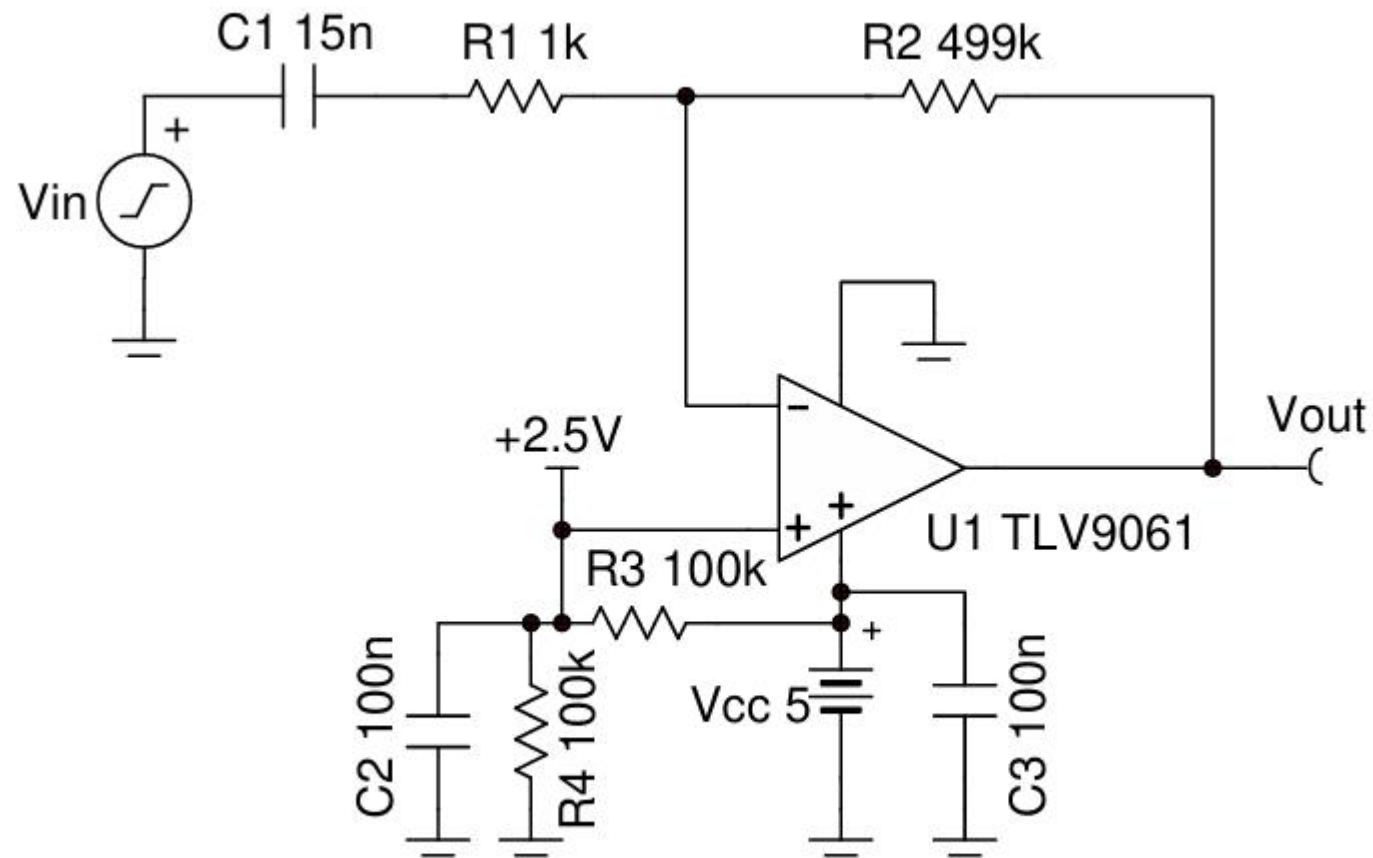 C1 15n
R1 1k
R2 499k
+
Vin
-
+2.5V
Vout
+
+
U1 TLV9061
R3 100k
+
Vcc 5
C2 100n
R4 100k
C3 100n